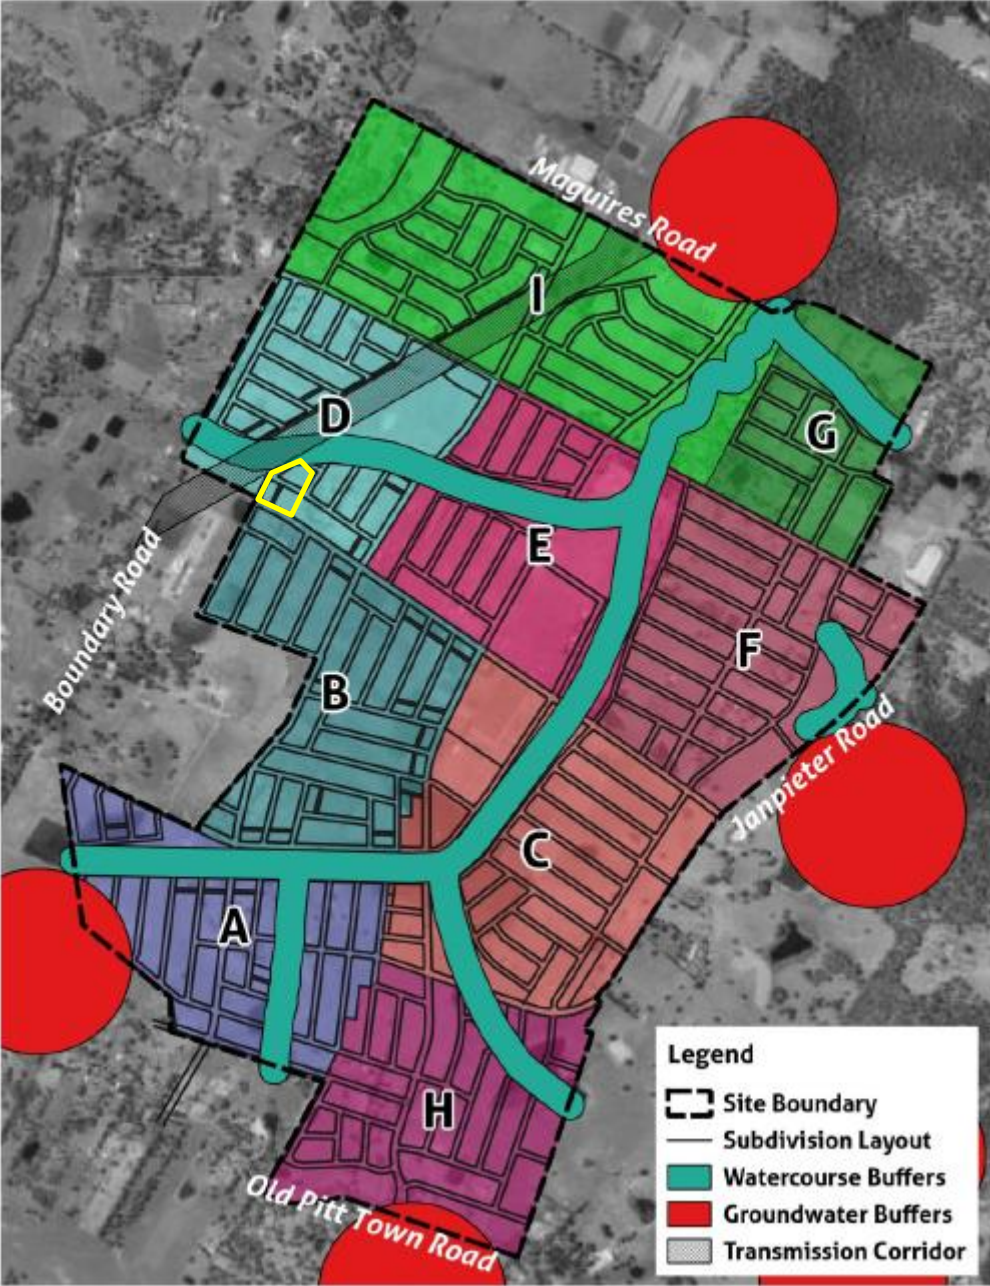 Maguires Road
I
D
G
E
Boundary Road
F
B
Janpieter Road
C
A
H
Old Pitt Town Road
Legend
Site Boundary
Subdivision Layout
Watercourse Buffers
Groundwater Buffers
Transmission Corridor